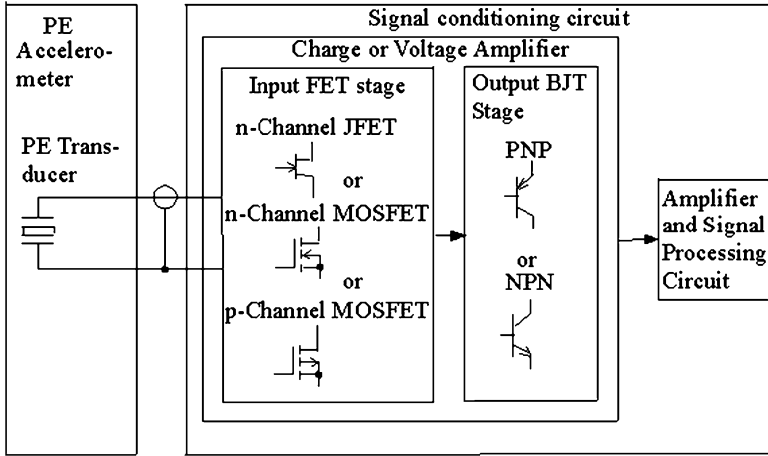 PE
Accelero-
meter
PE Trans-
ducer
Signal conditioning circuit
Charge or Voltage Amplifier
Input FET stage
n-Channel JFET
or
n-Channel MOSFET
or
p-Channel MOSFET
Output BJT
Stage
PNP
or
NPN
Amplifier
and Signal
Processing
Circuit